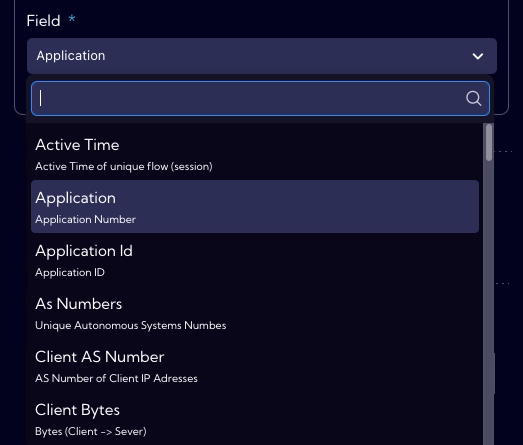 Field *
Application
Active Time
Active Time of unique flow (session)
Application
Application Number
Application Id
Application ID
As Numbers
Unique Autonomous Systems Numbes
Client AS Number
AS Number of Client IP Adresses
Client Bytes
Bytes (Client -> Sever)